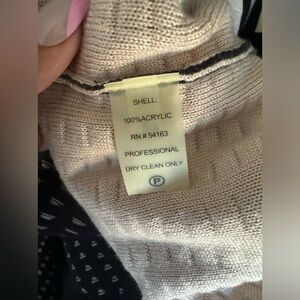 SHELL:
100%ACRYLIC
RN # 54163
PROFESSIONAL
DRY CLEAN ONLY
P